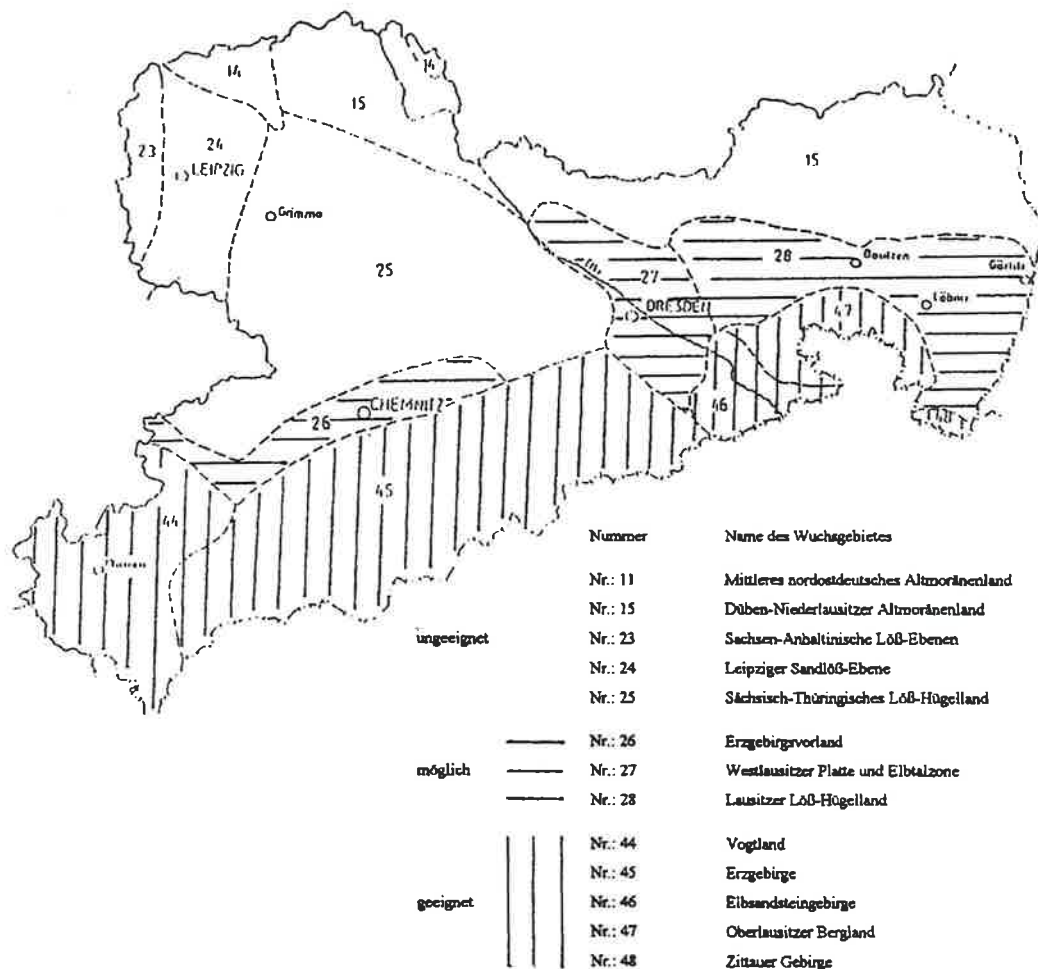 14
14
15
15
23
24
LEIPZIG
Grimma
25
28
27
DRESDEN
47
46
48
CHEMNITZ
26
45
44
Nummer Name des Wuchsgebietes
Nr.: 11 Mittleres nordostdeutsches Altmoränenland
Nr.: 15 Düben-Niederlausitzer Altmoränenland
ungeeignet Nr.: 23 Sachsen-Anhaltinische Löß-Ebenen
Nr.: 24 Leipziger Sandlöß-Ebene
Nr.: 25 Sächsisch-Thüringisches Löß-Hügelland
Nr.: 26 Erzgebirgsvorland
möglich Nr.: 27 Westlausitzer Platte und Elbtalzone
Nr.: 28 Lausitzer Löß-Hügelland
Nr.: 44 Vogtland
Nr.: 45 Erzgebirge
geeignet Nr.: 46 Elbsandsteingebirge
Nr.: 47 Oberlausitzer Bergland
Nr.: 48 Zittauer Gebirge